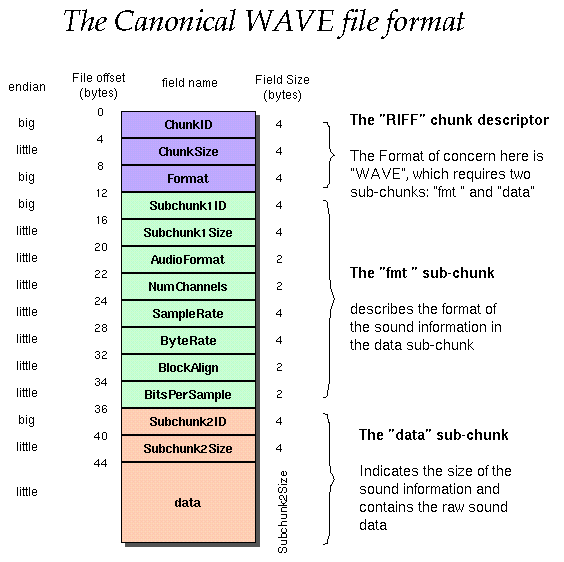 The Canonical WAVE file format
endian
File offset
(bytes)
field name
Field Size
(bytes)
0
big ChunkID 4
4
little ChunkSize 4
8
big Format 4
12
big Subchunk1ID 4
16
little Subchunk1Size 4
20
little AudioFormat 2
22
little NumChannels 2
24
little SampleRate 4
28
little ByteRate 4
32
little BlockAlign 2
34
little BitsPerSample 2
36
big Subchunk2ID 4
40
little Subchunk2Size 4
44
little data Subchunk2Size
The "RIFF" chunk descriptor
The Format of concern here is
"WAVE", which requires two
sub-chunks: "fmt " and "data"
The "fmt " sub-chunk
describes the format of
the sound information in
the data sub-chunk
The "data" sub-chunk
Indicates the size of the
sound information and
contains the raw sound
data